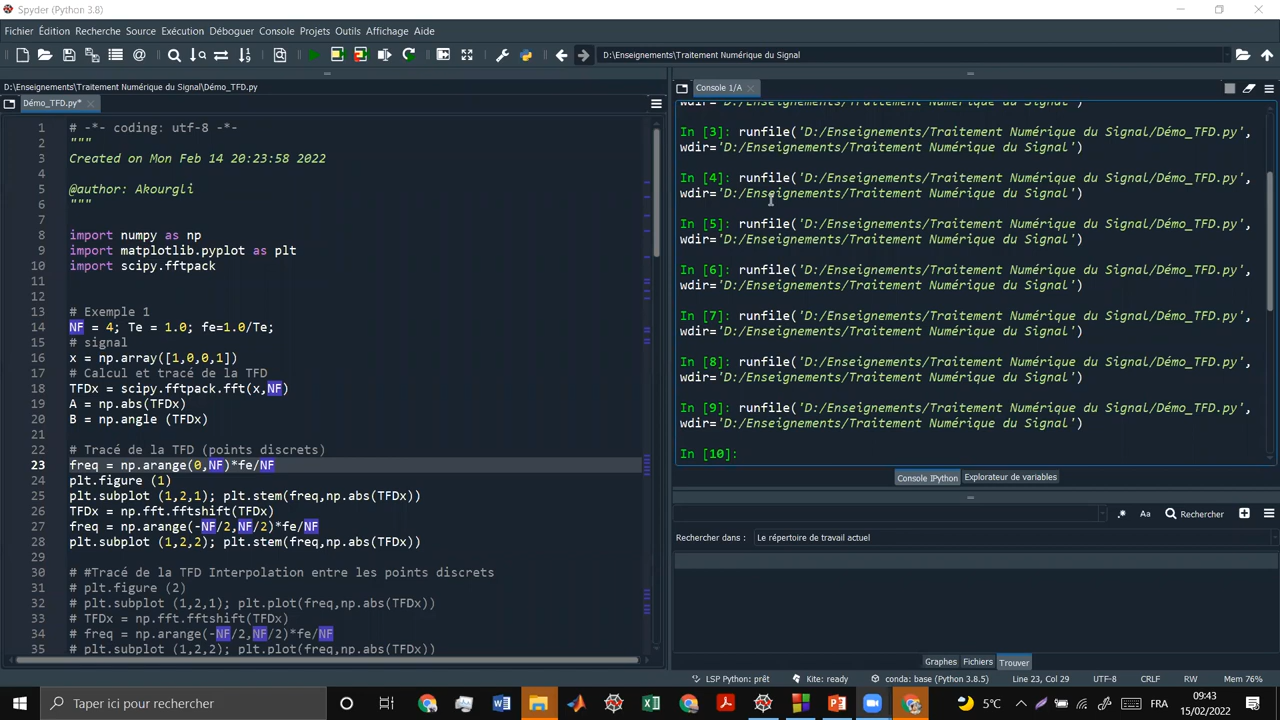 Spyder (Python 3.8)
Fichier Édition Recherche Source Exécution Déboguer Console Projets Outils Affichage Aide
D:\Enseignements\Traitement Numérique du Signal
D:\Enseignements\Traitement Numérique du Signal\Démo_TFD.py
Démo_TFD.py*
1 # -*- coding: utf-8 -*-
2 """
3 Created on Mon Feb 14 20:23:58 2022
4
5 @author: Akourgli
6 """
7
8 import numpy as np
9 import matplotlib.pyplot as plt
10 import scipy.fftpack
11
12
13 # Exemple 1
14 NF = 4; Te = 1.0; fe=1.0/Te;
15 # signal
16 x = np.array([1,0,0,1])
17 # Calcul et tracé de la TFD
18 TFDx = scipy.fftpack.fft(x,NF)
19 A = np.abs(TFDx)
20 B = np.angle (TFDx)
21
22 # Tracé de la TFD (points discrets)
23 freq = np.arange(0,NF)*fe/NF
24 plt.figure (1)
25 plt.subplot (1,2,1); plt.stem(freq,np.abs(TFDx))
26 TFDx = np.fft.fftshift(TFDx)
27 freq = np.arange(-NF/2,NF/2)*fe/NF
28 plt.subplot (1,2,2); plt.stem(freq,np.abs(TFDx))
29
30 # #Tracé de la TFD Interpolation entre les points discrets
31 # plt.figure (2)
32 # plt.subplot (1,2,1); plt.plot(freq,np.abs(TFDx))
33 # TFDx = np.fft.fftshift(TFDx)
34 # freq = np.arange(-NF/2,NF/2)*fe/NF
35 # plt.subplot (1,2,2); plt.plot(freq,np.abs(TFDx))
Console 1/A
wdir='D:/Enseignements/Traitement Numérique du Signal')
In [3]: runfile('D:/Enseignements/Traitement Numérique du Signal/Démo_TFD.py',
wdir='D:/Enseignements/Traitement Numérique du Signal')
In [4]: runfile('D:/Enseignements/Traitement Numérique du Signal/Démo_TFD.py',
wdir='D:/Enseignements/Traitement Numérique du Signal')
In [5]: runfile('D:/Enseignements/Traitement Numérique du Signal/Démo_TFD.py',
wdir='D:/Enseignements/Traitement Numérique du Signal')
In [6]: runfile('D:/Enseignements/Traitement Numérique du Signal/Démo_TFD.py',
wdir='D:/Enseignements/Traitement Numérique du Signal')
In [7]: runfile('D:/Enseignements/Traitement Numérique du Signal/Démo_TFD.py',
wdir='D:/Enseignements/Traitement Numérique du Signal')
In [8]: runfile('D:/Enseignements/Traitement Numérique du Signal/Démo_TFD.py',
wdir='D:/Enseignements/Traitement Numérique du Signal')
In [9]: runfile('D:/Enseignements/Traitement Numérique du Signal/Démo_TFD.py',
wdir='D:/Enseignements/Traitement Numérique du Signal')
In [10]:
Console IPython Explorateur de variables
.* Aa Rechercher
Rechercher dans : Le répertoire de travail actuel
Graphes Fichiers Trouver
LSP Python: prêt Kite: ready conda: base (Python 3.8.5) Line 23, Col 29 UTF-8 CRLF RW Mem 76%
Taper ici pour rechercher
5°C FRA 09:43
15/02/2022